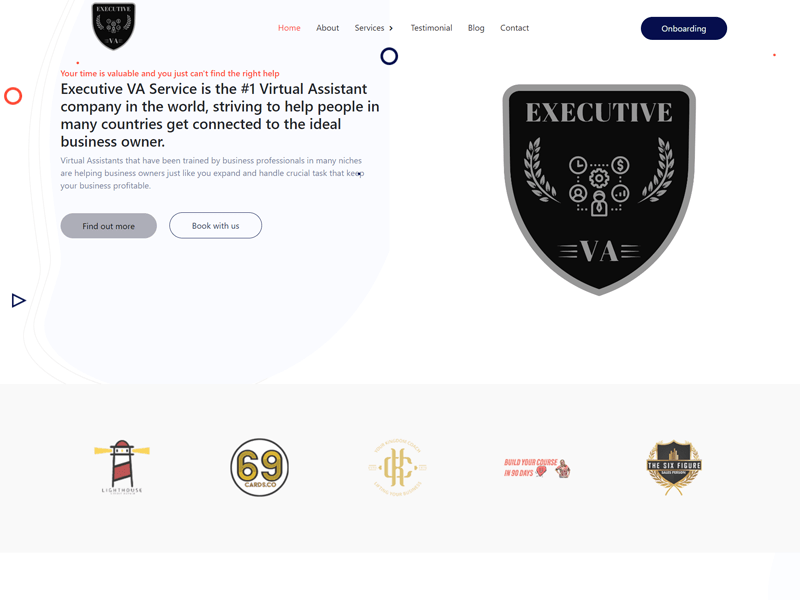 EXECUTIVE
VA
Home
About
Services
Testimonial
Blog
Contact
Onboarding
Your time is valuable and you just can't find the right help
Executive VA Service is the #1 Virtual Assistant
company in the world, striving to help people in
many countries get connected to the ideal
business owner.
Virtual Assistants that have been trained by business professionals in many niches
are helping business owners just like you expand and handle crucial task that keep
your business profitable.
Find out more
Book with us
EXECUTIVE
VA
LIGHTHOUSE
69
CARDS.CO
BUILD YOUR COURSE
IN 90 DAYS
THE SIX FIGURE
SALES PERSON